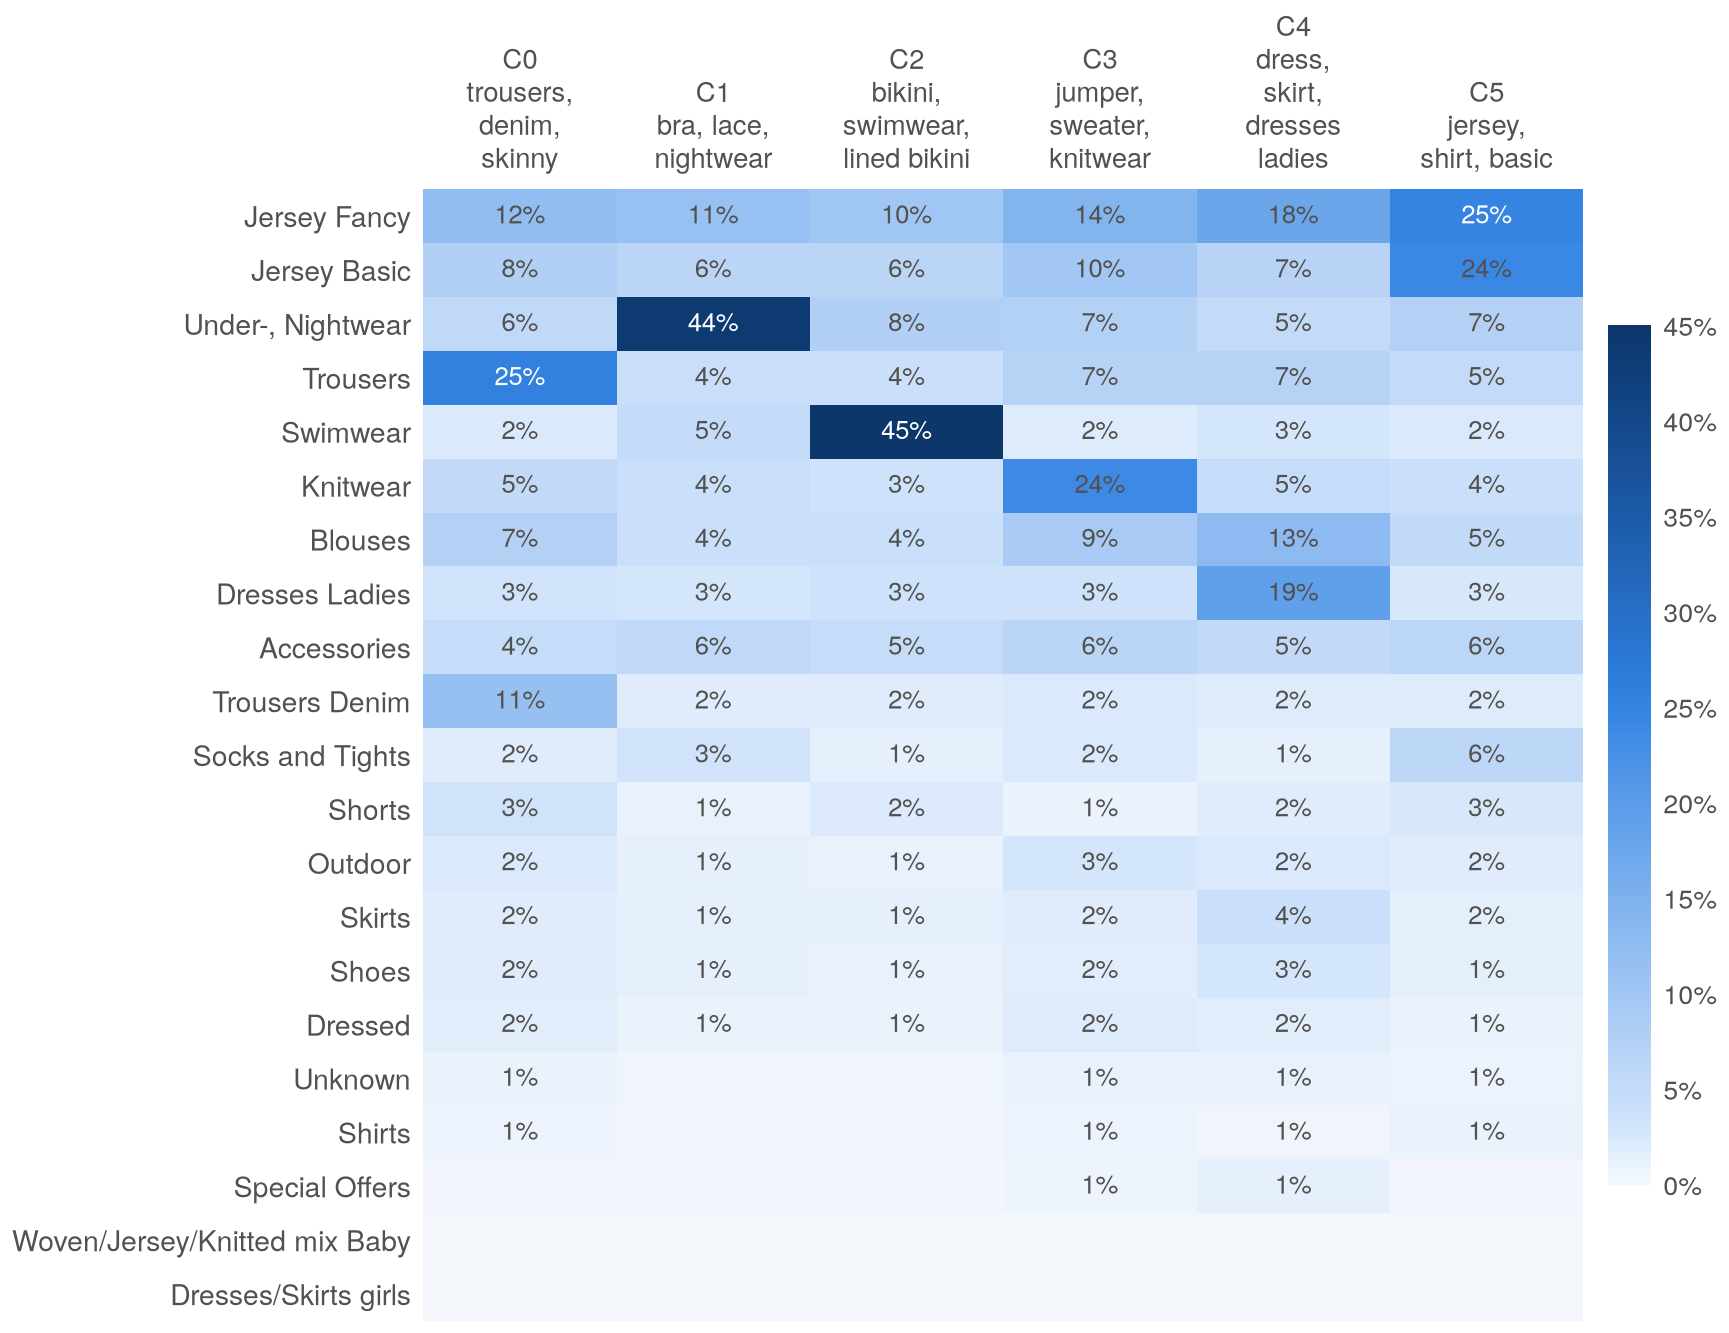 C0
trousers,
denim,
skinny
C1
bra, lace,
nightwear
C2
bikini,
swimwear,
lined bikini
C3
jumper,
sweater,
knitwear
C4
dress,
skirt,
dresses
ladies
C5
jersey,
shirt, basic
Jersey Fancy 12% 11% 10% 14% 18% 25%
Jersey Basic 8% 6% 6% 10% 7% 24%
Under-, Nightwear 6% 44% 8% 7% 5% 7%
Trousers 25% 4% 4% 7% 7% 5%
Swimwear 2% 5% 45% 2% 3% 2%
Knitwear 5% 4% 3% 24% 5% 4%
Blouses 7% 4% 4% 9% 13% 5%
Dresses Ladies 3% 3% 3% 3% 19% 3%
Accessories 4% 6% 5% 6% 5% 6%
Trousers Denim 11% 2% 2% 2% 2% 2%
Socks and Tights 2% 3% 1% 2% 1% 6%
Shorts 3% 1% 2% 1% 2% 3%
Outdoor 2% 1% 1% 3% 2% 2%
Skirts 2% 1% 1% 2% 4% 2%
Shoes 2% 1% 1% 2% 3% 1%
Dressed 2% 1% 1% 2% 2% 1%
Unknown 1% 1% 1% 1%
Shirts 1% 1% 1% 1%
Special Offers 1% 1%
Woven/Jersey/Knitted mix Baby
Dresses/Skirts girls
45%
40%
35%
30%
25%
20%
15%
10%
5%
0%